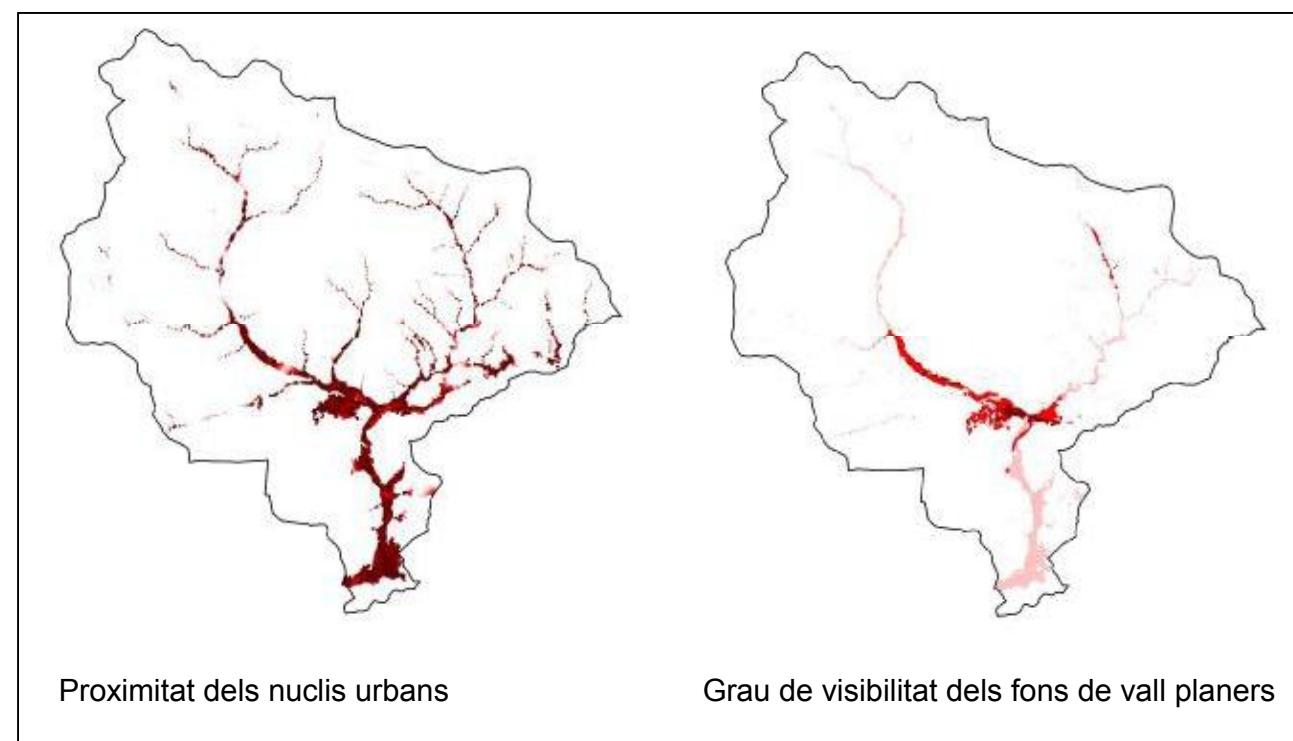 Proximitat dels nuclis urbans
Grau de visibilitat dels fons de vall planers